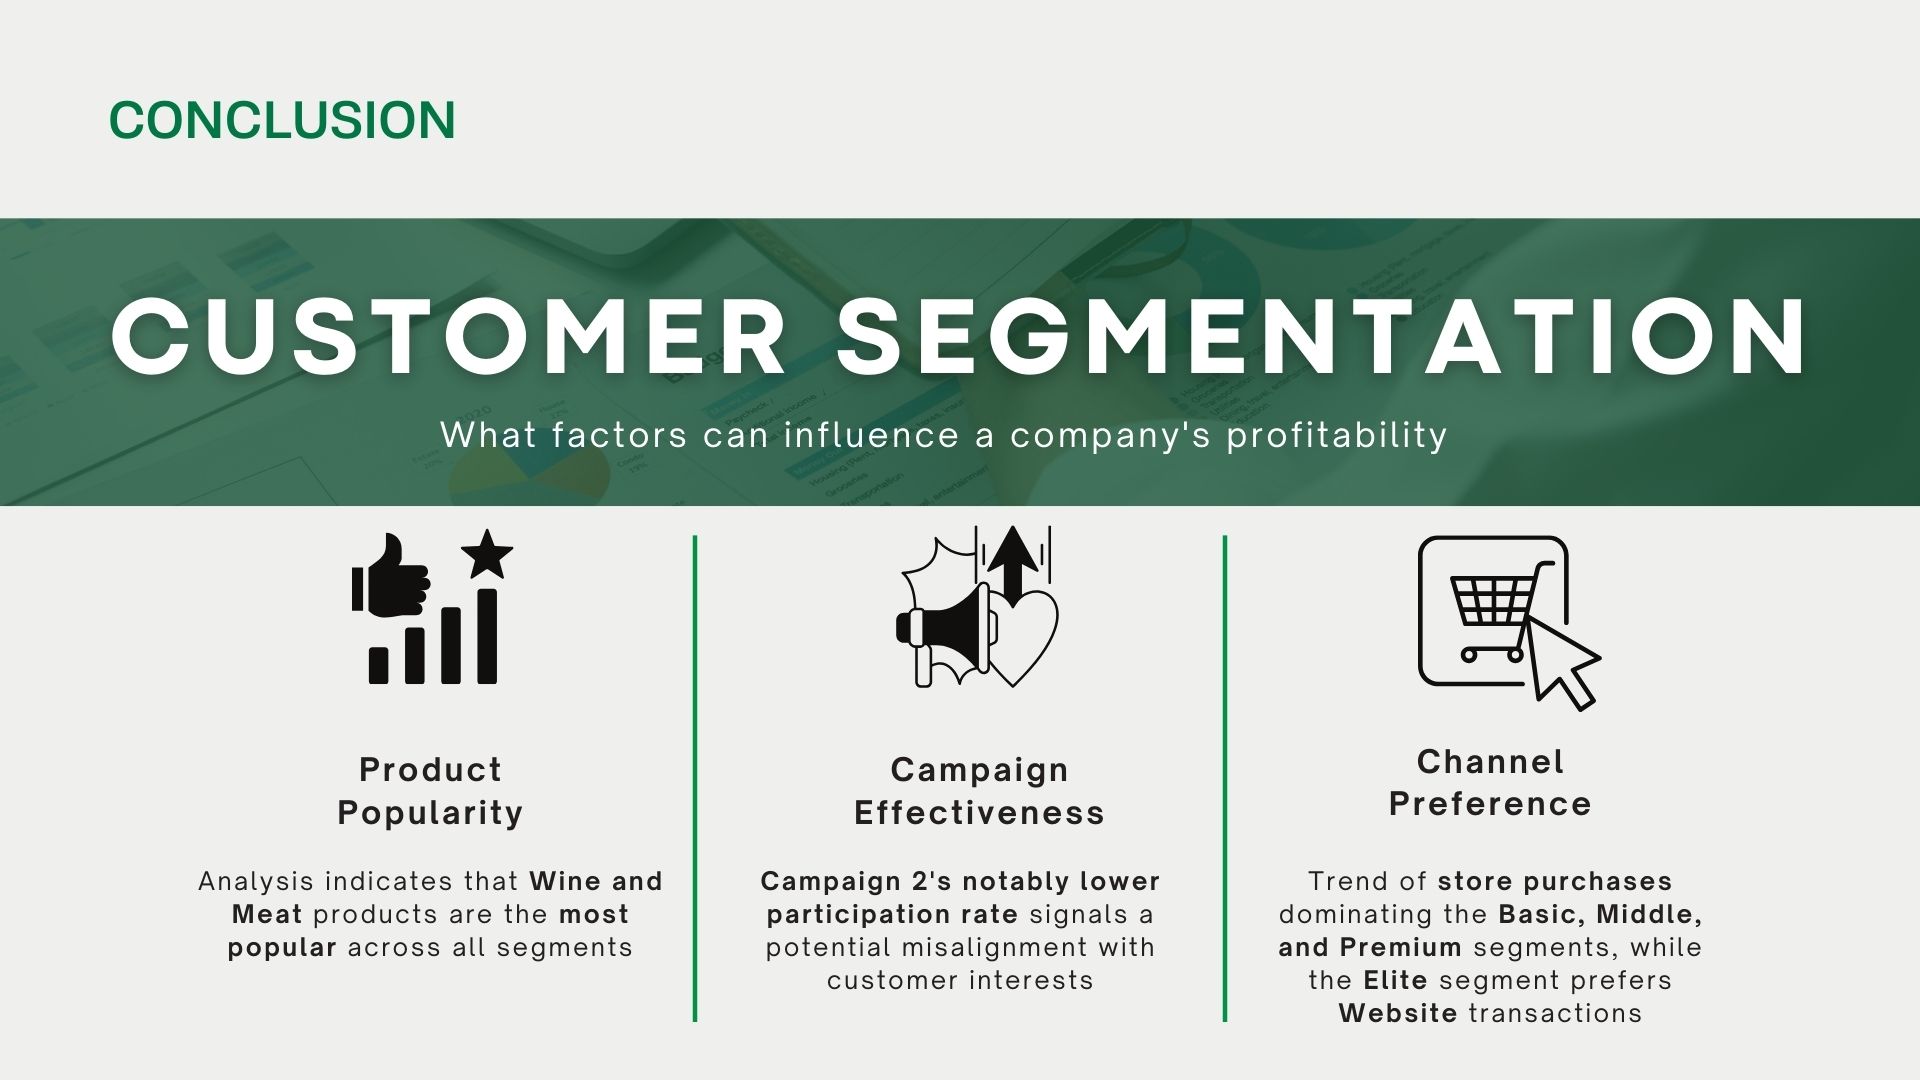 CONCLUSION
CUSTOMER SEGMENTATION
What factors can influence a company's profitability
Product
Popularity
Analysis indicates that Wine and
Meat products are the most
popular across all segments
Campaign
Effectiveness
Campaign 2's notably lower
participation rate signals a
potential misalignment with
customer interests
Channel
Preference
Trend of store purchases
dominating the Basic, Middle,
and Premium segments, while
the Elite segment prefers
Website transactions